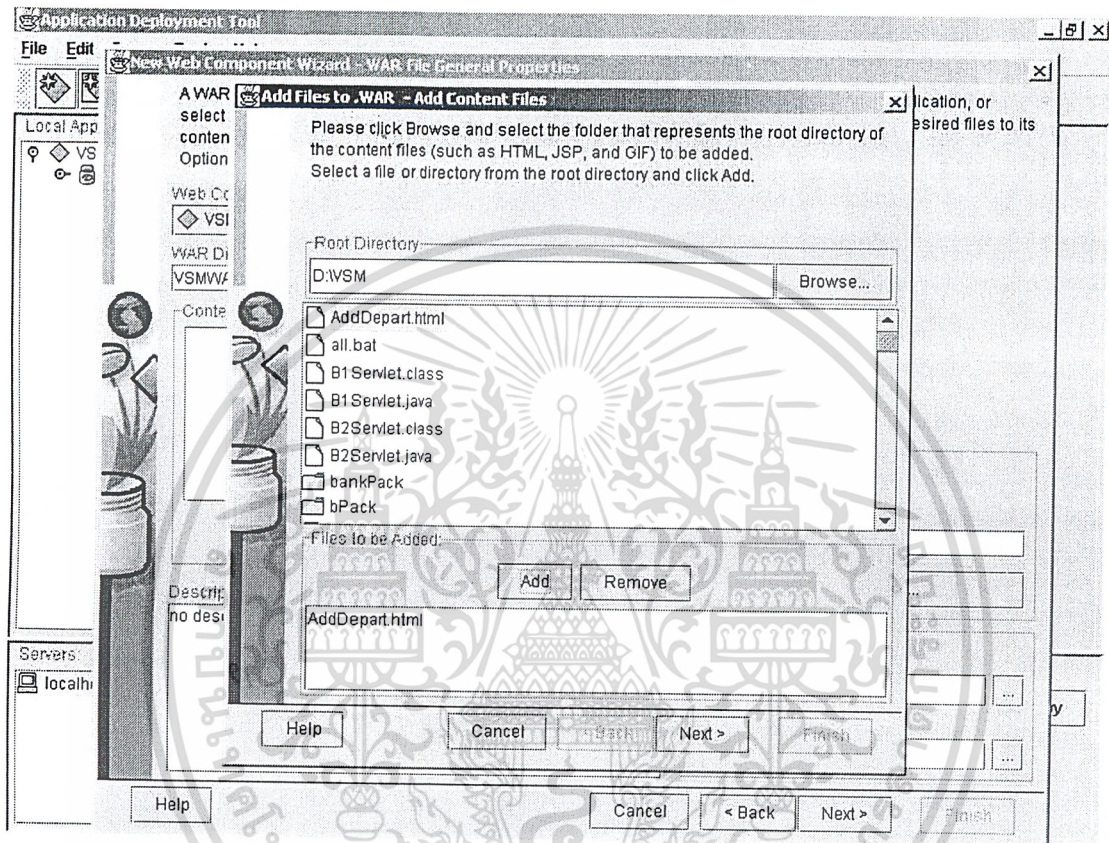 Application Deployment Tool
File Edit
New Web Component Wizard - WAR File General Properties
A WAR
select
conten
Option
lication, or
esired files to its
Local App
VS
Web Co
VSI
WAR Di
VSMWA
Conte
Descrip
no desc
Add Files to .WAR - Add Content Files
Please click Browse and select the folder that represents the root directory of
the content files (such as HTML, JSP, and GIF) to be added.
Select a file or directory from the root directory and click Add.
Root Directory
D:\VSM Browse...
AddDepart.html
all.bat
B1Servlet.class
B1Servlet.java
B2Servlet.class
B2Servlet.java
bankPack
bPack
Files to be Added:
Add Remove
AddDepart.html
Help Cancel < Back Next > Finish
...
...
...
Servers:
localh
y
Help Cancel < Back Next > Finish